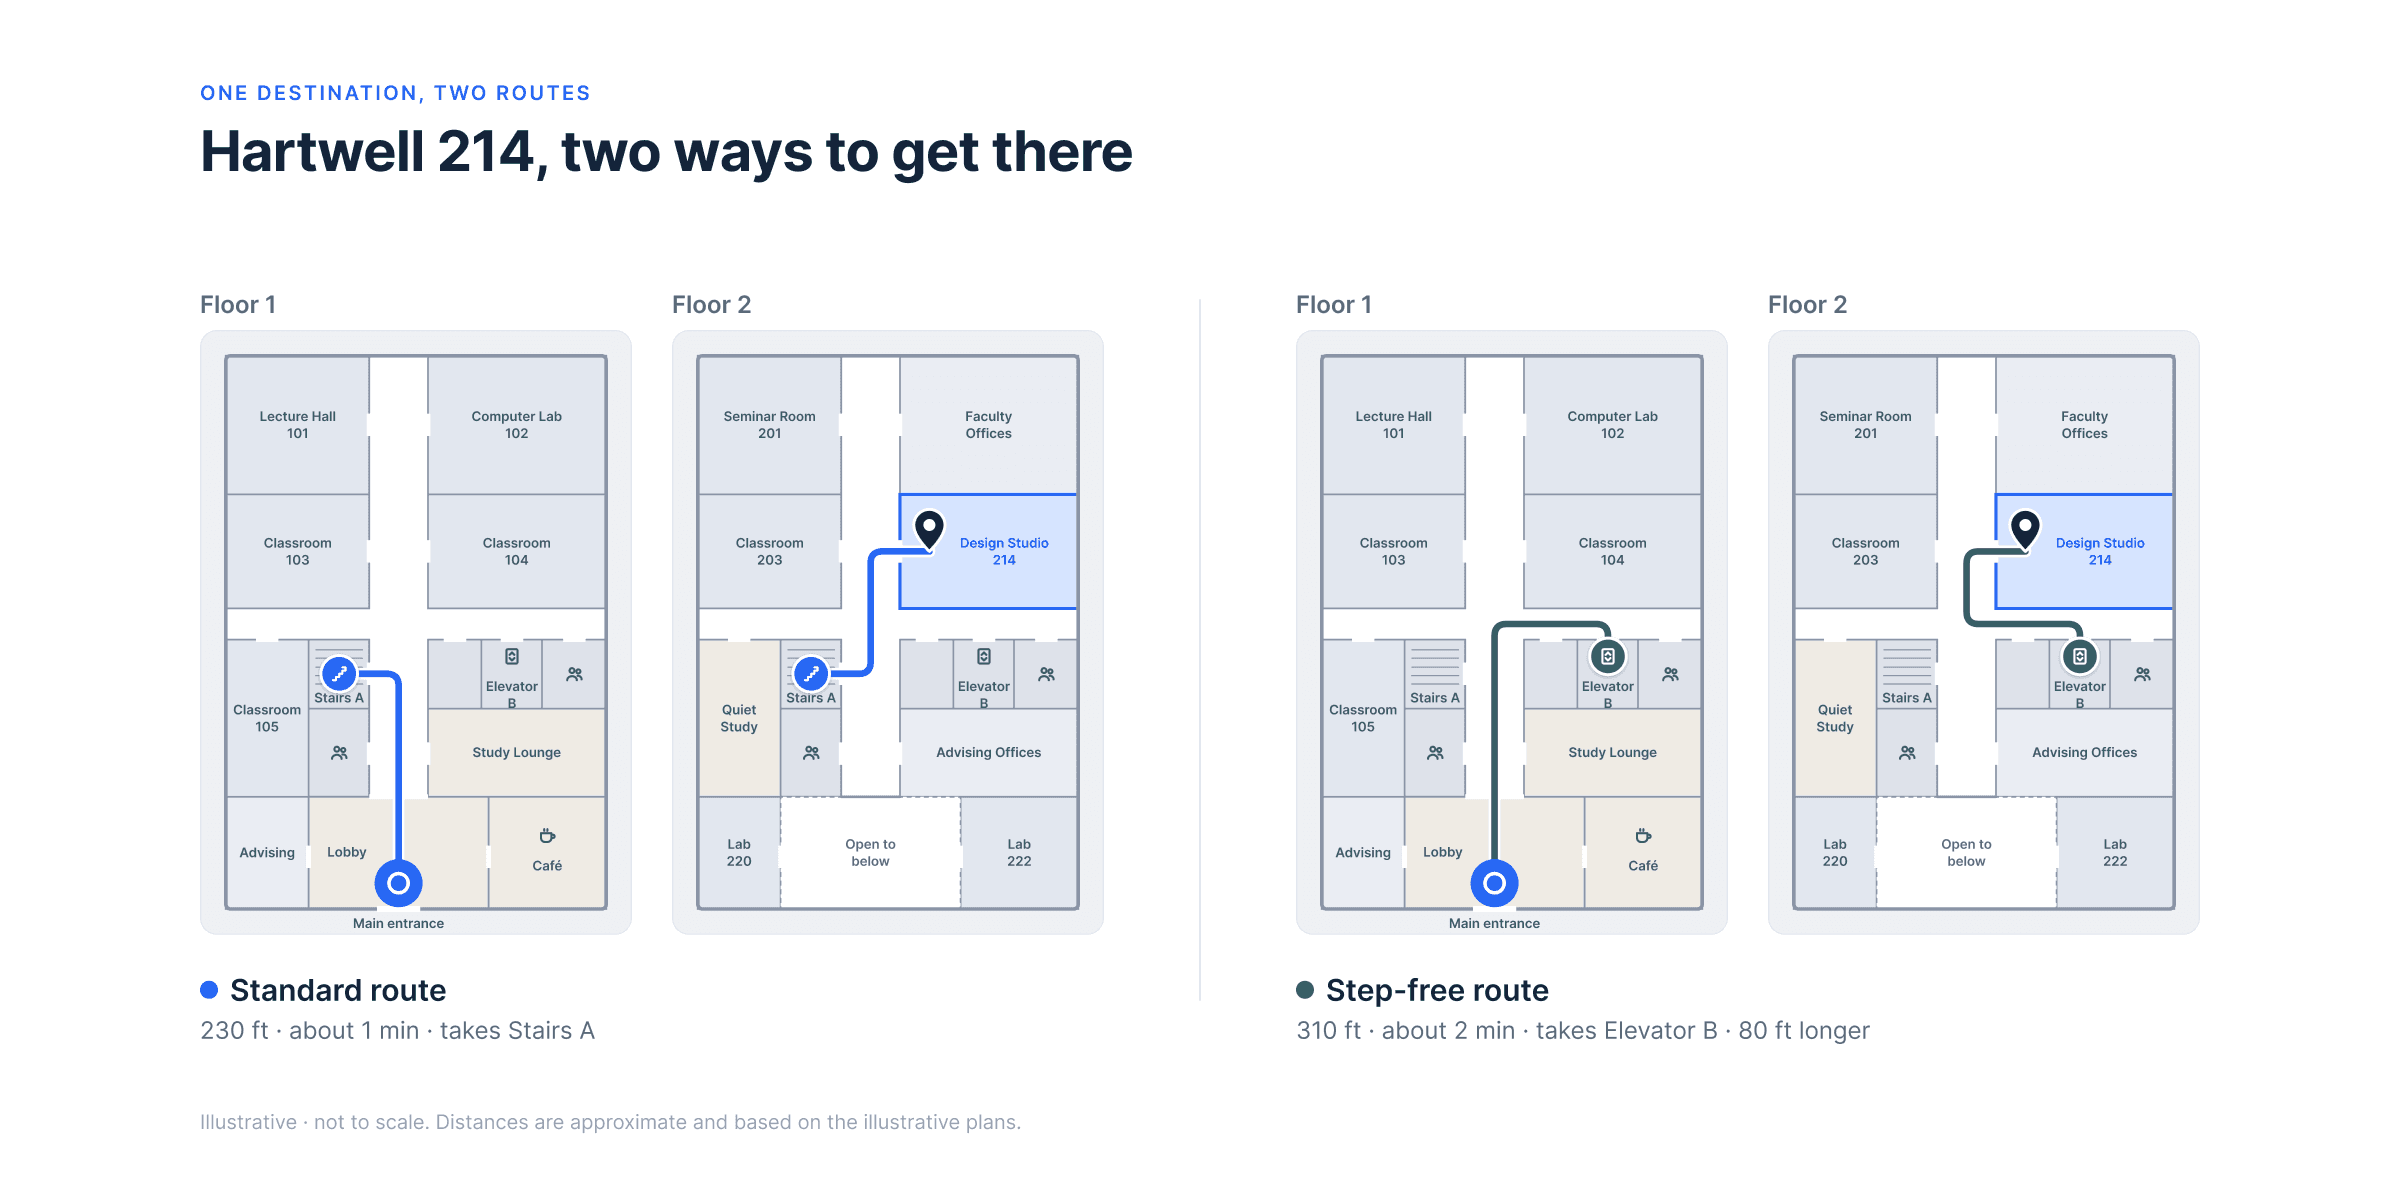 ONE DESTINATION, TWO ROUTES
Hartwell 214, two ways to get there
Floor 1
Lecture Hall
101
Computer Lab
102
Classroom
103
Classroom
104
Classroom
105
Stairs A
Elevator
B
Study Lounge
Advising
Lobby
Café
Main entrance
Floor 2
Seminar Room
201
Faculty
Offices
Classroom
203
Design Studio
214
Quiet
Study
Stairs A
Elevator
B
Advising Offices
Lab
220
Open to
below
Lab
222
Standard route
230 ft · about 1 min · takes Stairs A
Floor 1
Lecture Hall
101
Computer Lab
102
Classroom
103
Classroom
104
Classroom
105
Stairs A
Elevator
B
Study Lounge
Advising
Lobby
Café
Main entrance
Floor 2
Seminar Room
201
Faculty
Offices
Classroom
203
Design Studio
214
Quiet
Study
Stairs A
Elevator
B
Advising Offices
Lab
220
Open to
below
Lab
222
Step-free route
310 ft · about 2 min · takes Elevator B · 80 ft longer
Illustrative · not to scale. Distances are approximate and based on the illustrative plans.